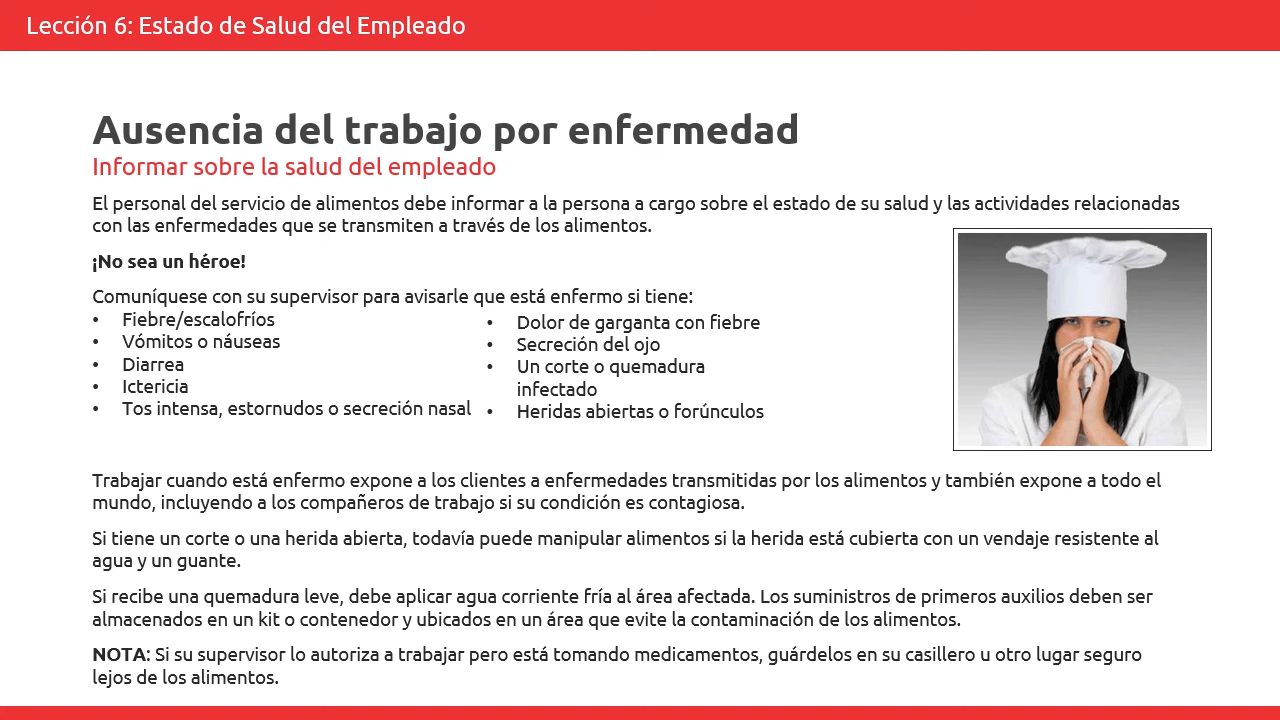 Lección 6: Estado de Salud del Empleado
Ausencia del trabajo por enfermedad
Informar sobre la salud del empleado
El personal del servicio de alimentos debe informar a la persona a cargo sobre el estado de su salud y las actividades relacionadas
con las enfermedades que se transmiten a través de los alimentos.
¡No sea un héroe!
Comuníquese con su supervisor para avisarle que está enfermo si tiene:
• Fiebre/escalofríos
• Vómitos o náuseas
• Diarrea
• Ictericia
• Tos intensa, estornudos o secreción nasal
• Dolor de garganta con fiebre
• Secreción del ojo
• Un corte o quemadura
infectado
• Heridas abiertas o forúnculos
Trabajar cuando está enfermo expone a los clientes a enfermedades transmitidas por los alimentos y también expone a todo el
mundo, incluyendo a los compañeros de trabajo si su condición es contagiosa.
Si tiene un corte o una herida abierta, todavía puede manipular alimentos si la herida está cubierta con un vendaje resistente al
agua y un guante.
Si recibe una quemadura leve, debe aplicar agua corriente fría al área afectada. Los suministros de primeros auxilios deben ser
almacenados en un kit o contenedor y ubicados en un área que evite la contaminación de los alimentos.
NOTA: Si su supervisor lo autoriza a trabajar pero está tomando medicamentos, guárdelos en su casillero u otro lugar seguro
lejos de los alimentos.